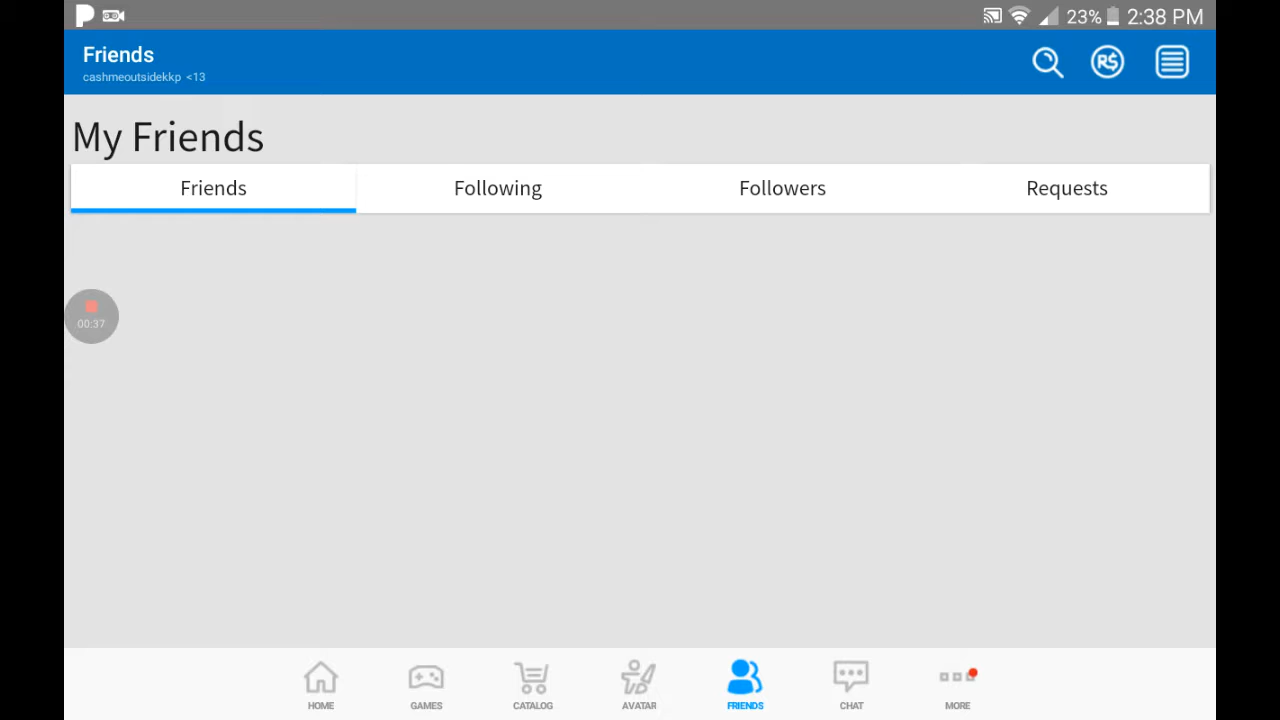 23% 2:38 PM
Friends
cashmeoutsidekkp <13
R$
My Friends
Friends Following Followers Requests
00:37
HOME GAMES CATALOG AVATAR FRIENDS CHAT MORE